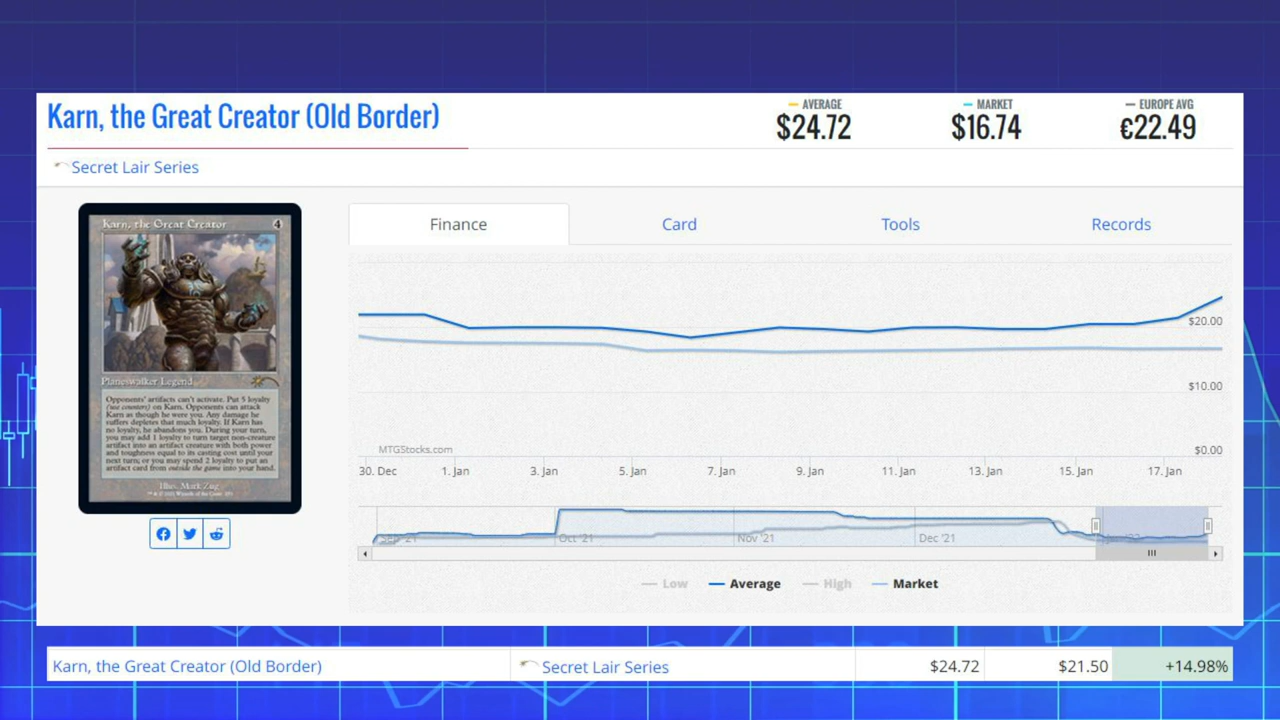 Karn, the Great Creator (Old Border)
AVERAGE
$24.72
MARKET
$16.74
EUROPE AVG
€22.49
Secret Lair Series
Karn, the Great Creator 4
Planeswalker Legend
Opponents' artifacts can't activate. Put 5 loyalty
(use counters) on Karn. Opponents can attack
Karn as though he were you. Any damage he
suffers depletes that much loyalty. If Karn has
no loyalty, he abandons you. During your turn,
you may add 1 loyalty to turn target non-creature
artifact into an artifact creature with both power
and toughness equal to its casting cost until your
next turn; or you may spend 2 loyalty to put an
artifact card from outside the game into your hand.
Illus. Mark Zug
Finance
Card
Tools
Records
$20.00
$10.00
$0.00
MTGStocks.com
30. Dec
1. Jan
3. Jan
5. Jan
7. Jan
9. Jan
11. Jan
13. Jan
15. Jan
17. Jan
Sep '21
Oct '21
Nov '21
Dec '21
Low
Average
High
Market
Karn, the Great Creator (Old Border)
Secret Lair Series
$24.72
$21.50
+14.98%